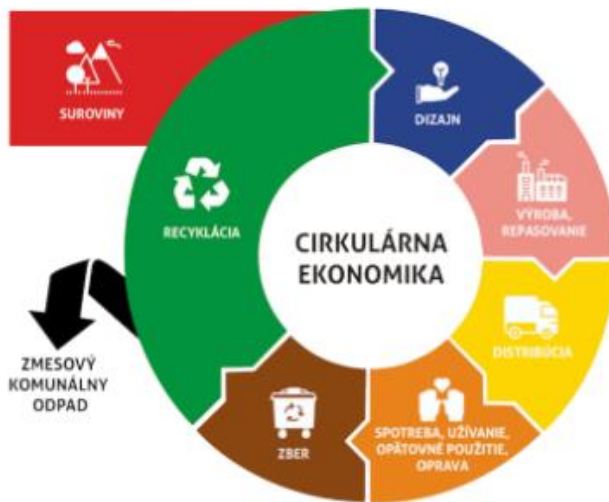 SUROVINY
DIZAJN
VÝROBA,
REPASOVANIE
DISTRIBÚCIA
SPOTREBA, UŽÍVANIE,
OPÄTOVNÉ POUŽITIE,
OPRAVA
ZBER
RECYKLÁCIA
CIRKULÁRNA
EKONOMIKA
ZMESOVÝ
KOMUNÁLNY
ODPAD